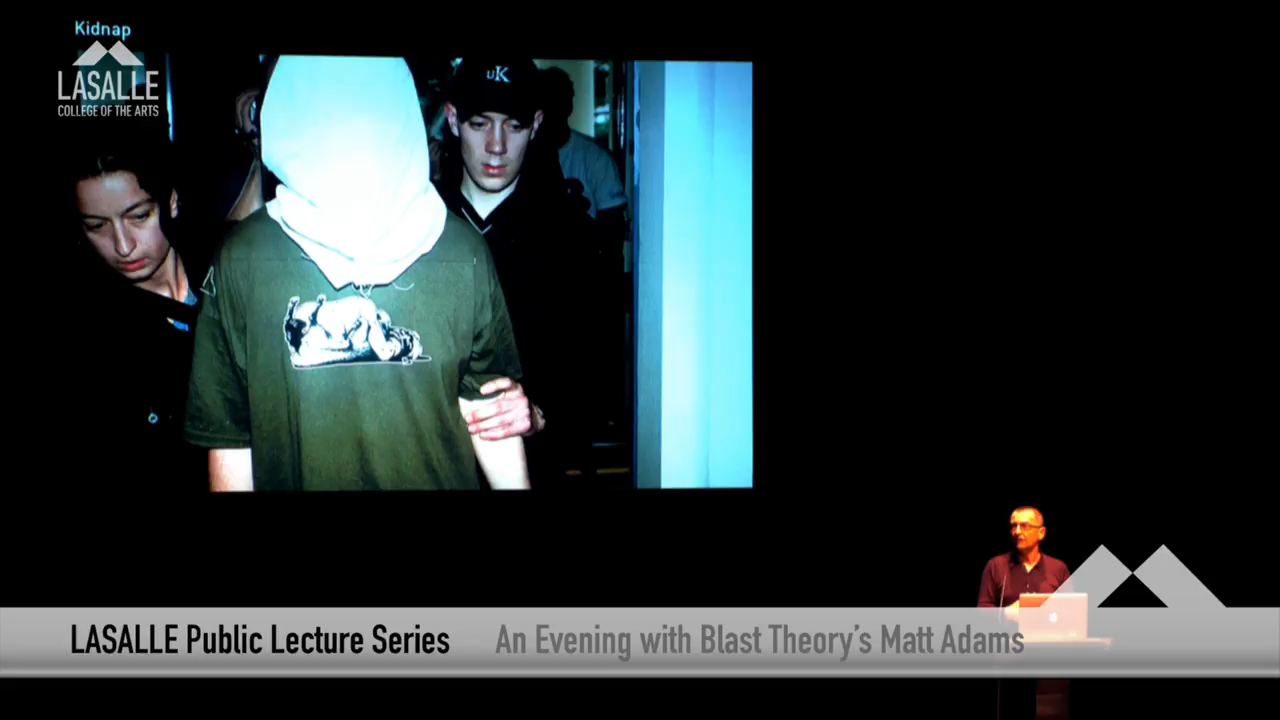 Kidnap
LASALLE
COLLEGE OF THE ARTS
UK
LASALLE Public Lecture Series An Evening with Blast Theory's Matt Adams